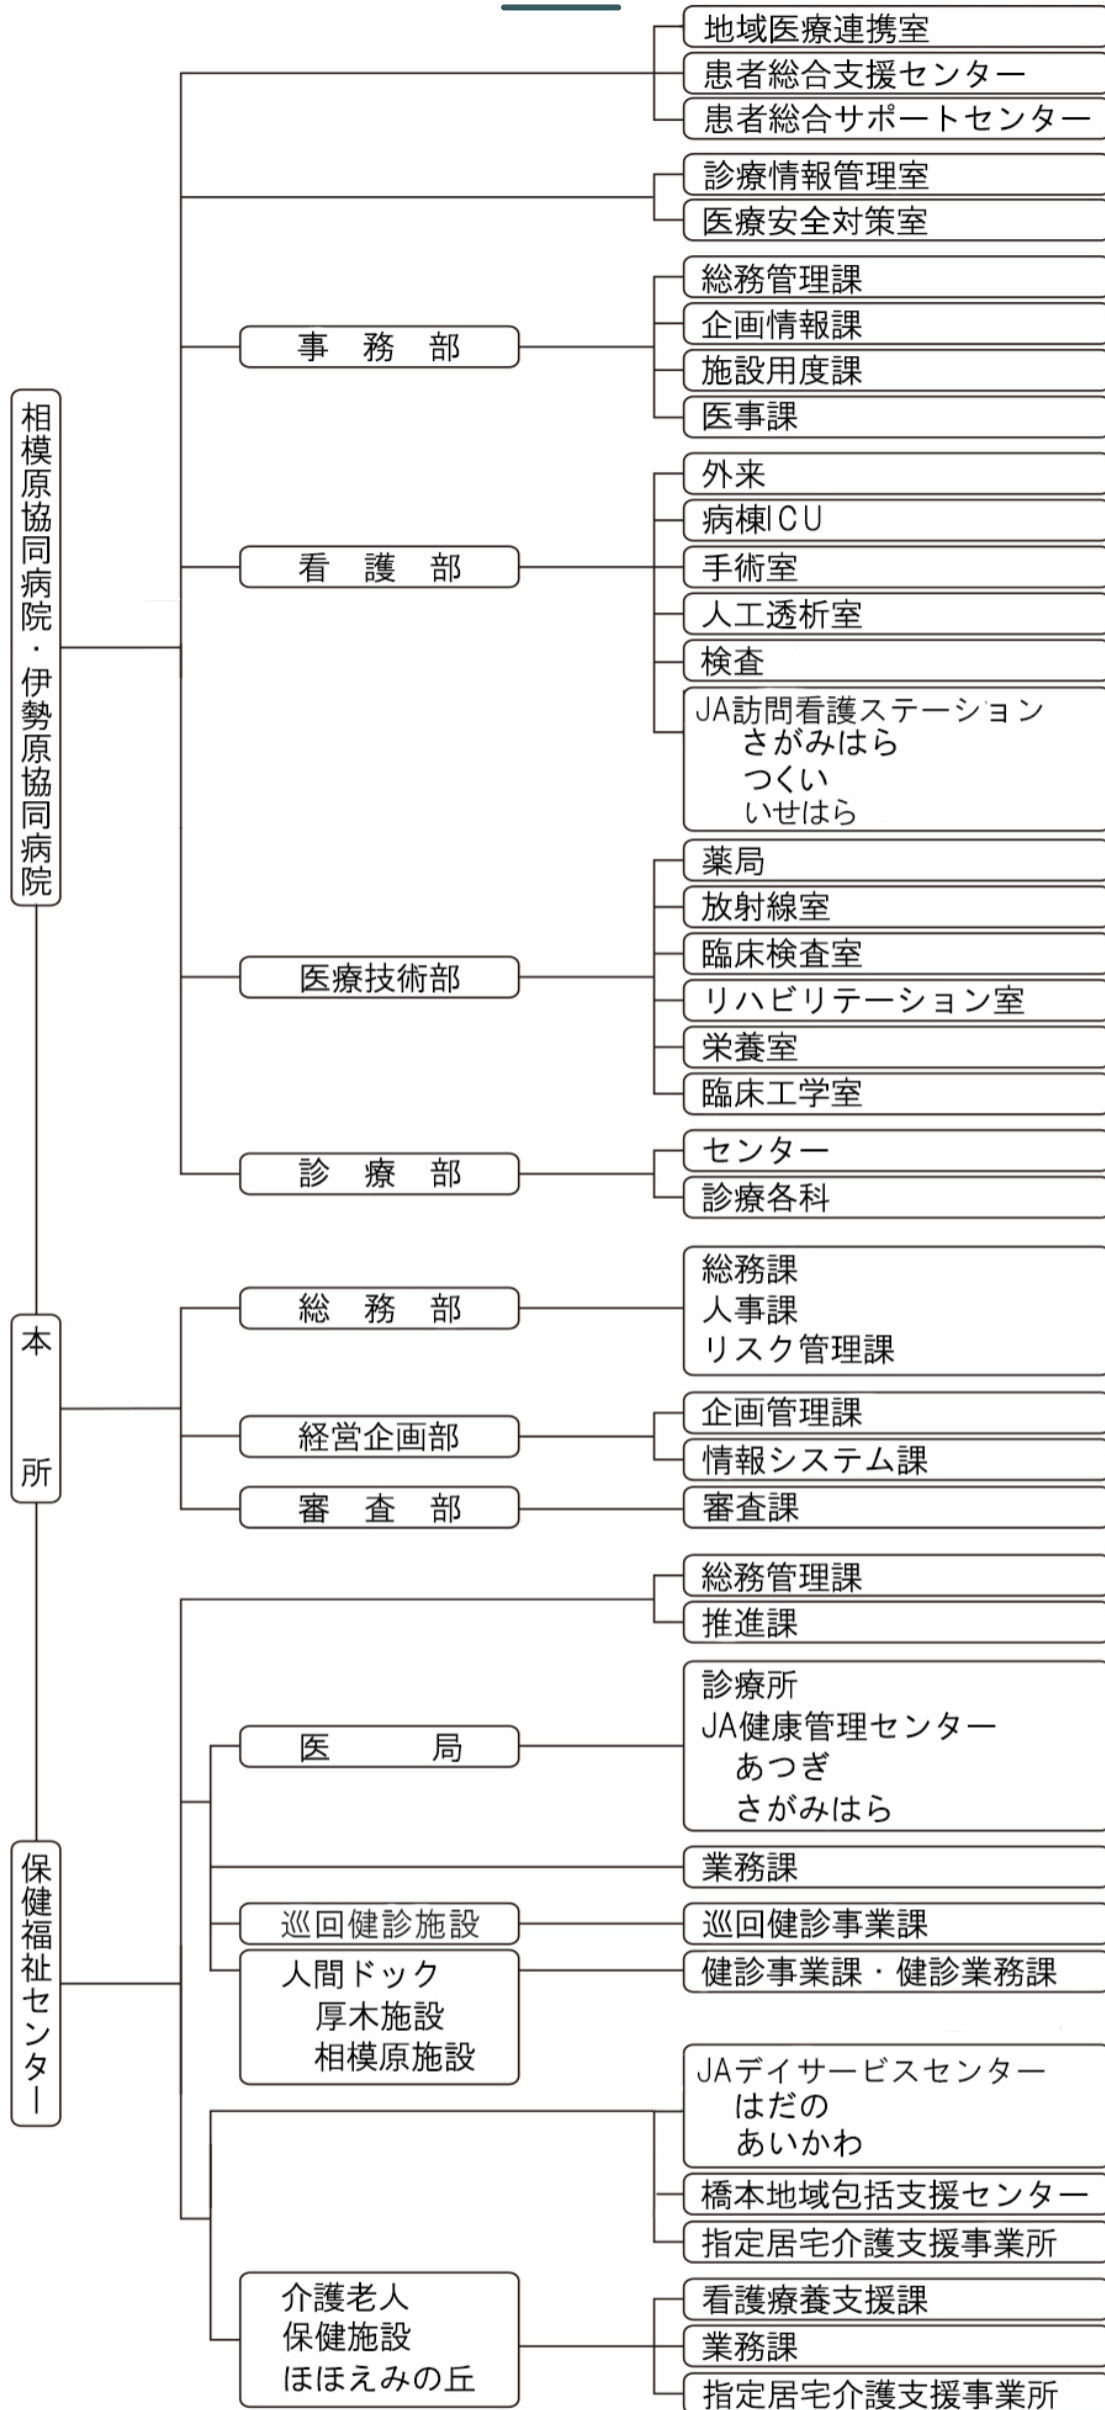 相模原協同病院・伊勢原協同病院
地域医療連携室
患者総合支援センター
患者総合サポートセンター
診療情報管理室
医療安全対策室
事務部
総務管理課
企画情報課
施設用度課
医事課
看護部
外来
病棟ICU
手術室
人工透析室
検査
JA訪問看護ステーション
さがみはら
つくい
いせはら
医療技術部
薬局
放射線室
臨床検査室
リハビリテーション室
栄養室
臨床工学室
診療部
センター
診療各科
本所
総務部
総務課
人事課
リスク管理課
経営企画部
企画管理課
情報システム課
審査部
審査課
保健福祉センター
総務管理課
推進課
医局
診療所
JA健康管理センター
あつぎ
さがみはら
業務課
巡回健診施設
巡回健診事業課
人間ドック
厚木施設
相模原施設
健診事業課・健診業務課
JAデイサービスセンター
はだの
あいかわ
橋本地域包括支援センター
指定居宅介護支援事業所
介護老人
保健施設
ほほえみの丘
看護療養支援課
業務課
指定居宅介護支援事業所